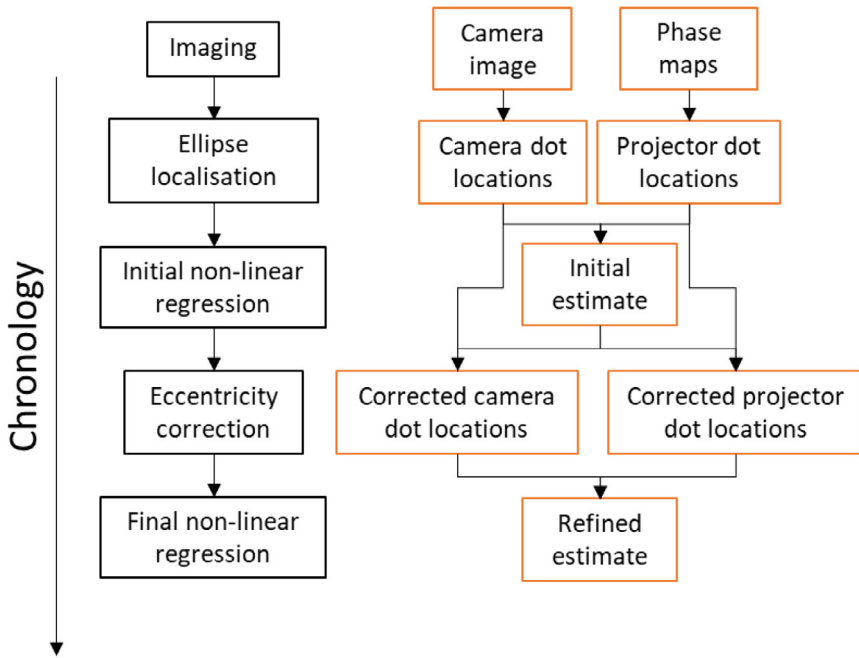 Chronology
Imaging
Ellipse
localisation
Initial non-linear
regression
Eccentricity
correction
Final non-linear
regression
Camera
image
Phase
maps
Camera dot
locations
Projector dot
locations
Initial
estimate
Corrected camera
dot locations
Corrected projector
dot locations
Refined
estimate